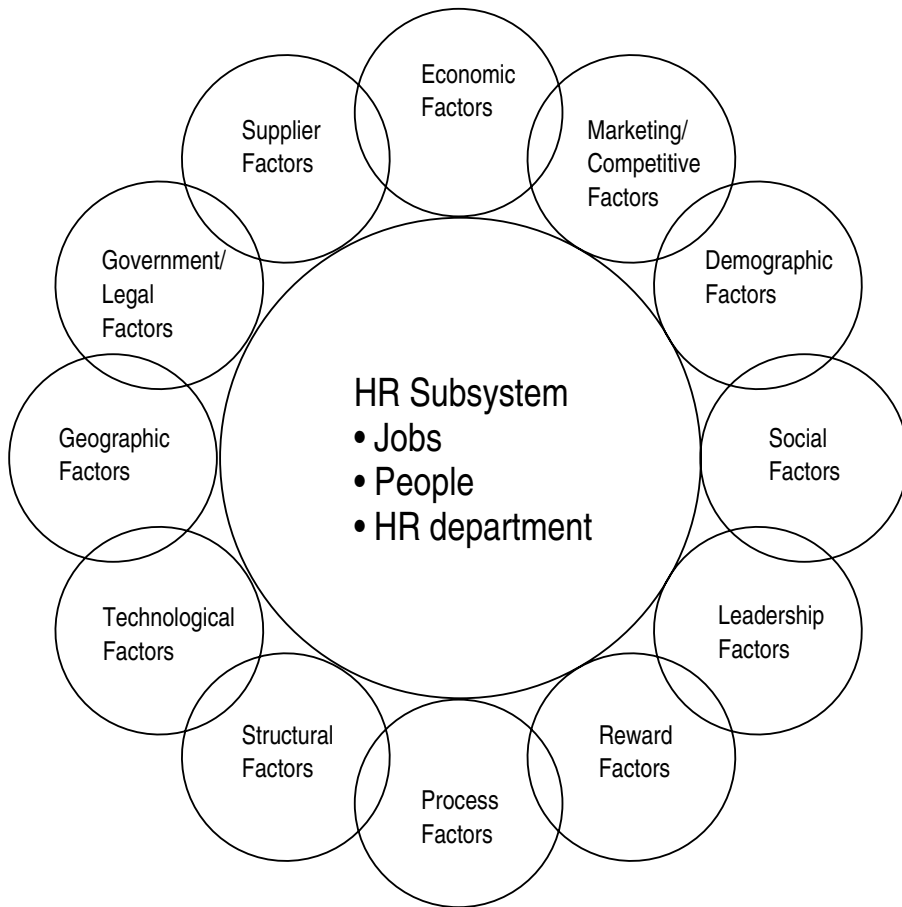 Economic
Factors
Marketing/
Competitive
Factors
Demographic
Factors
Social
Factors
Leadership
Factors
Reward
Factors
Process
Factors
Structural
Factors
Technological
Factors
Geographic
Factors
Government/
Legal
Factors
Supplier
Factors
HR Subsystem
• Jobs
• People
• HR department